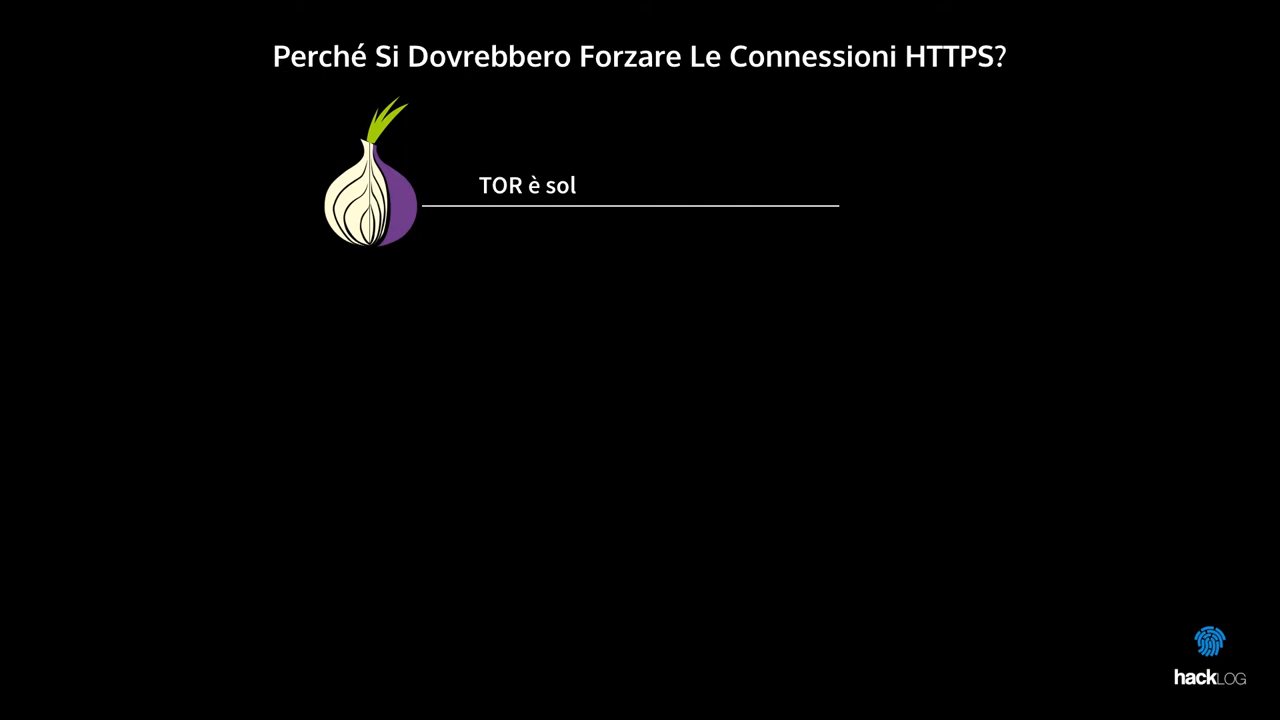 Perché Si Dovrebbero Forzare Le Connessioni HTTPS?
TOR è sol
hackLOG